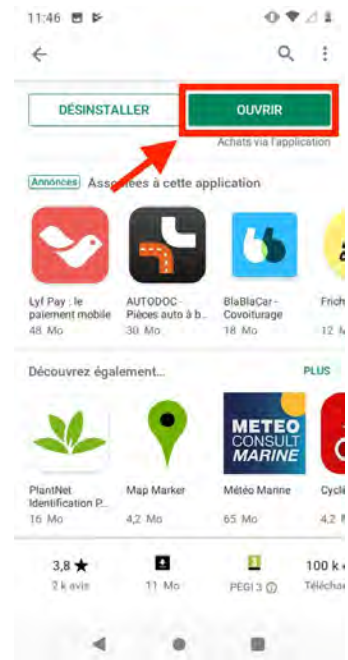 11:46
DÉSINSTALLER
OUVRIR
Achats via l'application
Annonces Associées à cette application
Lyf Pay : le paiement mobile
48 Mo
AUTODOC - Pièces auto à b...
30 Mo
BlaBlaCar - Covoiturage
18 Mo
12 M
Découvrez également...
PLUS
METEO
CONSULT
MARINE
PlantNet Identification P...
16 Mo
Map Marker
4,2 Mo
Météo Marine
65 Mo
4,2 M
3,8 ★
2 k avis
11 Mo
PEGI 3
100 k